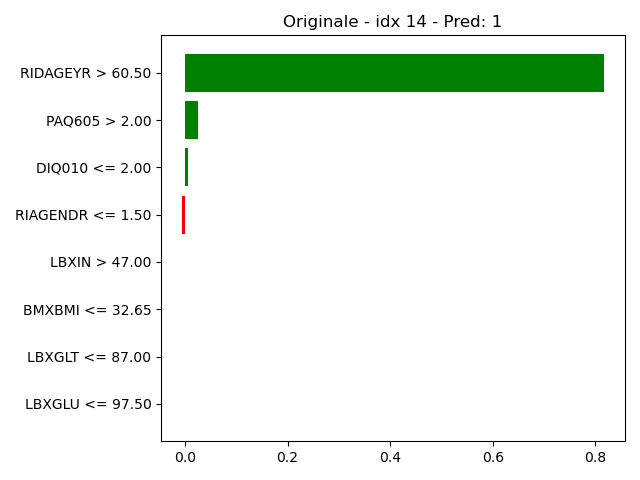 Originale - idx 14 - Pred: 1
RIDAGEYR > 60.50
PAQ605 > 2.00
DIQ010 <= 2.00
RIAGENDR <= 1.50
LBXIN > 47.00
BMXBMI <= 32.65
LBXGLT <= 87.00
LBXGLU <= 97.50
0.0 0.2 0.4 0.6 0.8